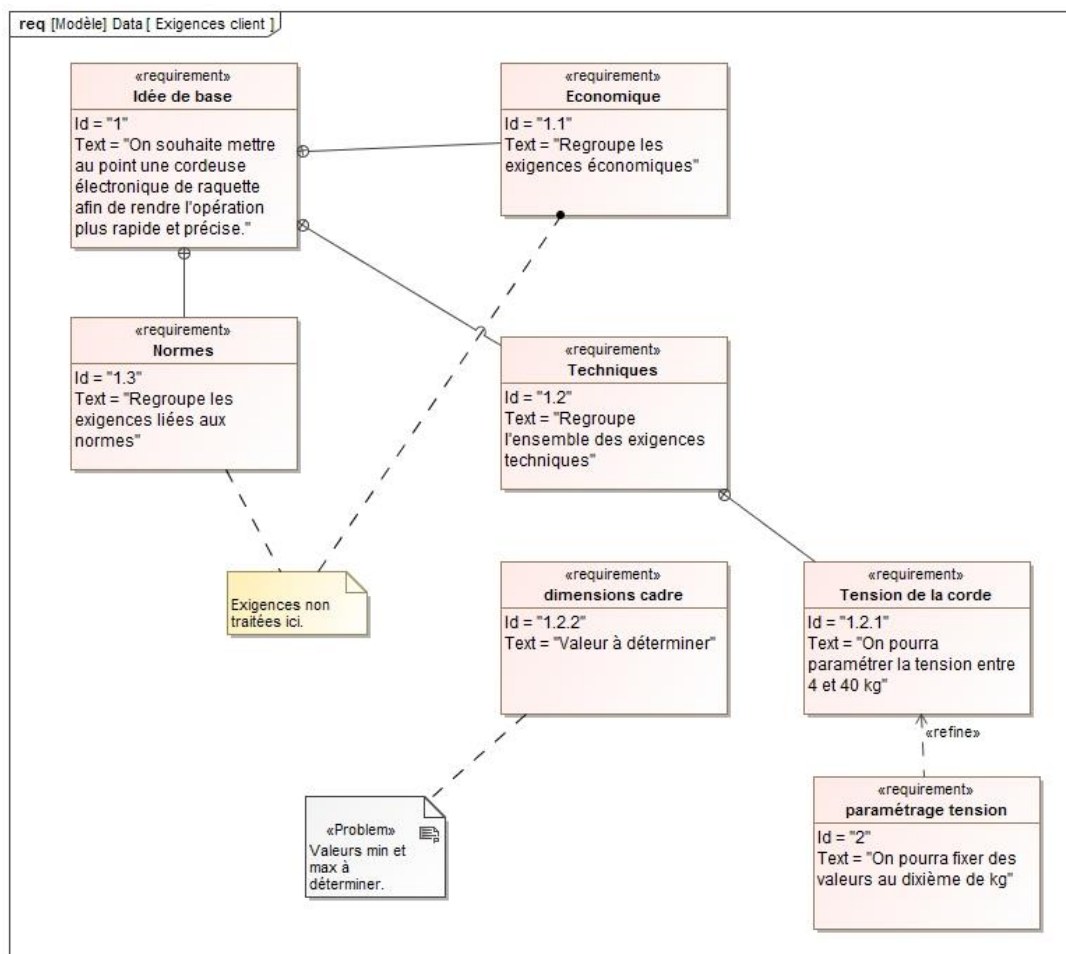 req [Modèle] Data [ Exigences client ]
«requirement»
Idée de base
Id = "1"
Text = "On souhaite mettre
au point une cordeuse
électronique de raquette
afin de rendre l'opération
plus rapide et précise."
«requirement»
Economique
Id = "1.1"
Text = "Regroupe les
exigences économiques"
«requirement»
Normes
Id = "1.3"
Text = "Regroupe les
exigences liées aux
normes"
«requirement»
Techniques
Id = "1.2"
Text = "Regroupe
l'ensemble des exigences
techniques"
Exigences non
traitées ici.
«requirement»
dimensions cadre
Id = "1.2.2"
Text = "Valeur à déterminer"
«requirement»
Tension de la corde
Id = "1.2.1"
Text = "On pourra
paramétrer la tension entre
4 et 40 kg"
«refine»
«Problem»
Valeurs min et
max à
déterminer.
«requirement»
paramétrage tension
Id = "2"
Text = "On pourra fixer des
valeurs au dixième de kg"